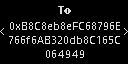 To
0xB8C8eb8eFC68796E
< 766f6AB320db8C165C >
064949